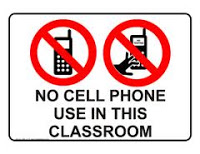 NO CELL PHONE
USE IN THIS
CLASSROOM